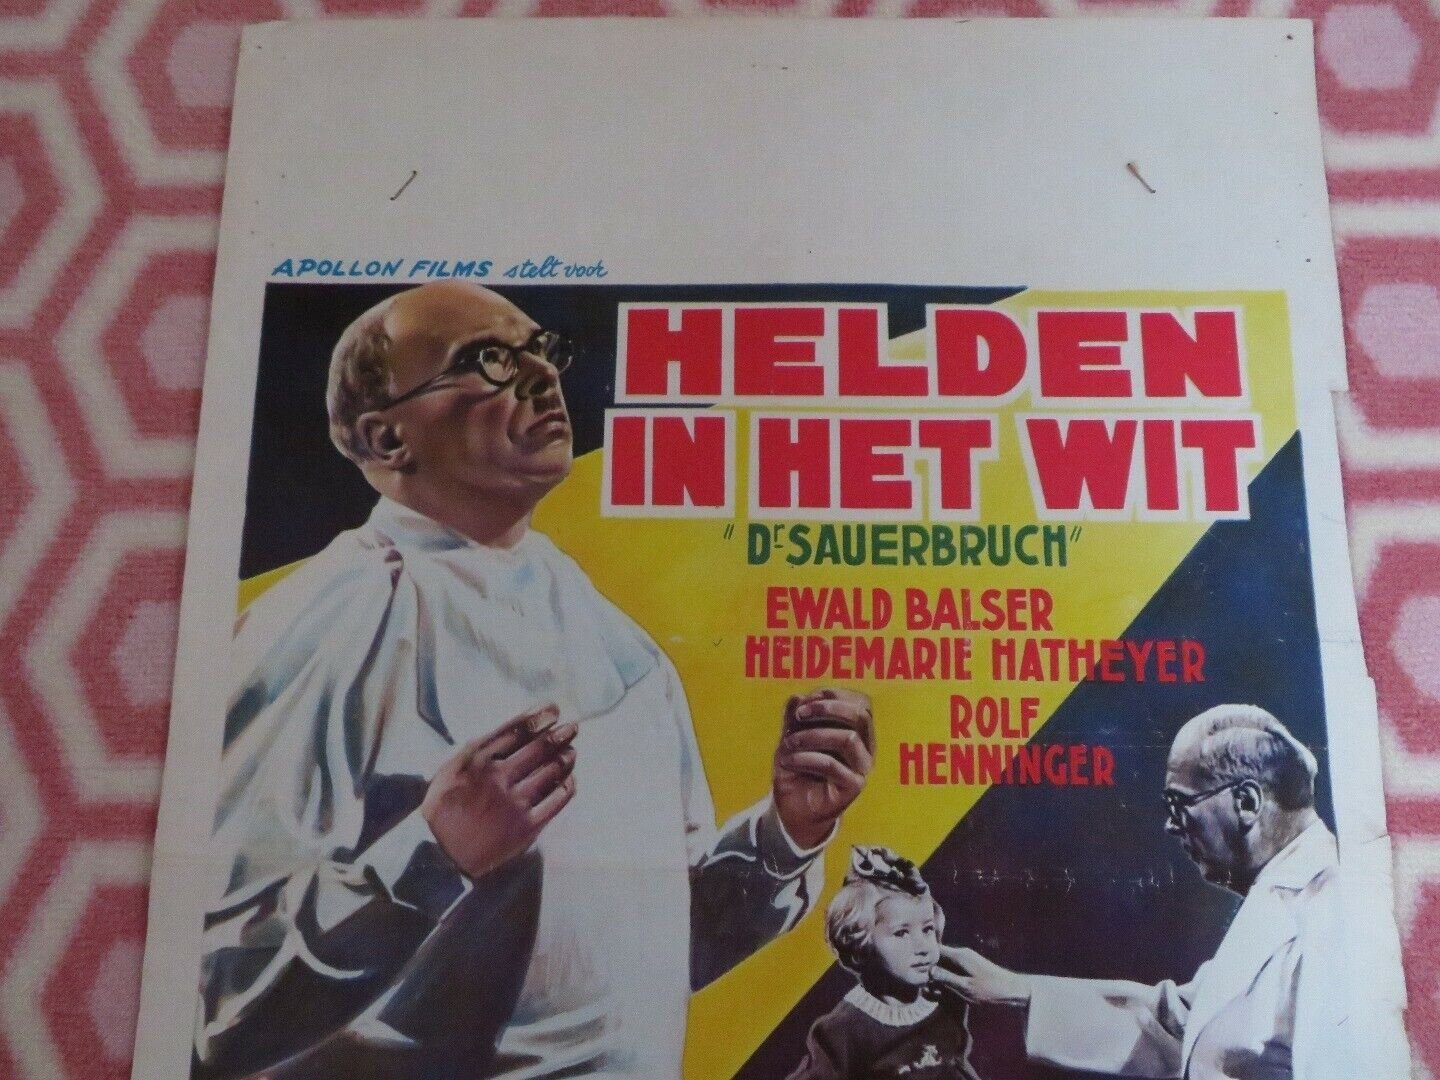 APOLLON FILMS stelt voor
HELDEN
IN HET WIT
"Dr SAUERBRUCH"
EWALD BALSER
HEIDEMARIE HATHEYER
ROLF
HENNINGER